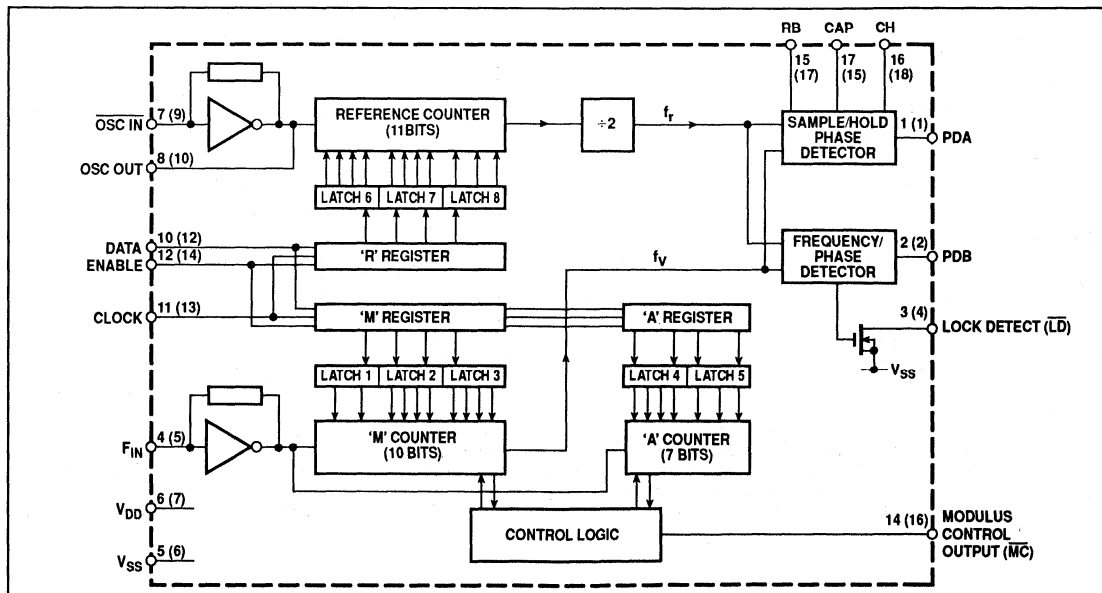 RB CAP CH
15 17 16
(17) (15) (18)
7 (9)
OSC IN
8 (10)
OSC OUT
REFERENCE COUNTER
(11BITS)
÷2
fr
SAMPLE/HOLD
PHASE
DETECTOR
1 (1)
PDA
LATCH 6 LATCH 7 LATCH 8
10 (12)
DATA
12 (14)
ENABLE
'R' REGISTER
FREQUENCY/
PHASE
DETECTOR
2 (2)
PDB
fv
11 (13)
CLOCK
'M' REGISTER
'A' REGISTER
3 (4)
LOCK DETECT (LD)
VSS
LATCH 1 LATCH 2 LATCH 3
LATCH 4 LATCH 5
4 (5)
FIN
'M' COUNTER
(10 BITS)
'A' COUNTER
(7 BITS)
6 (7)
VDD
5 (6)
VSS
CONTROL LOGIC
14 (16)
MODULUS
CONTROL
OUTPUT (MC)